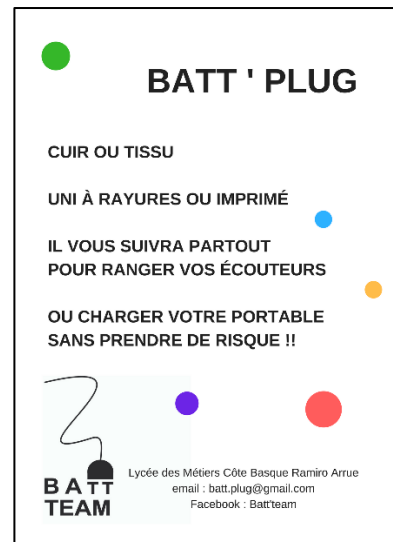 BATT ' PLUG
CUIR OU TISSU
UNI À RAYURES OU IMPRIMÉ
IL VOUS SUIVRA PARTOUT
POUR RANGER VOS ÉCOUTEURS
OU CHARGER VOTRE PORTABLE
SANS PRENDRE DE RISQUE !!
BATT
TEAM
Lycée des Métiers Côte Basque Ramiro Arrue
email : batt.plug@gmail.com
Facebook : Batt'team